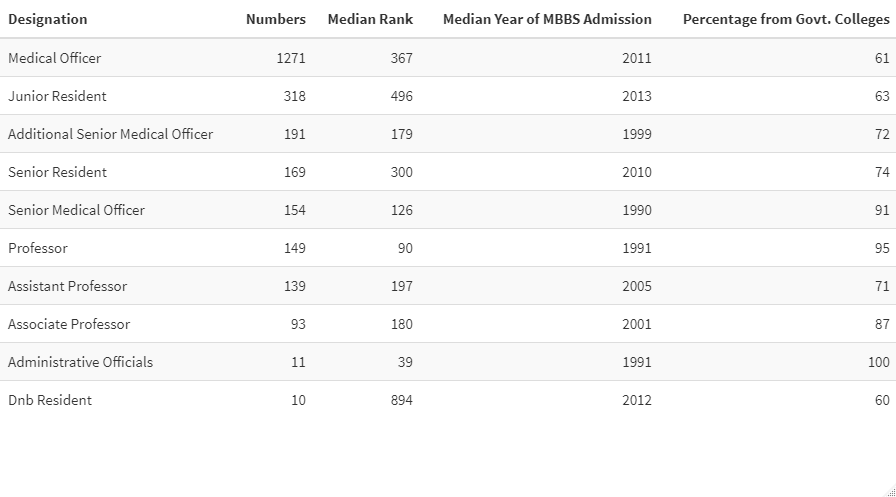 Designation Numbers Median Rank Median Year of MBBS Admission Percentage from Govt. Colleges
Medical Officer 1271 367 2011 61
Junior Resident 318 496 2013 63
Additional Senior Medical Officer 191 179 1999 72
Senior Resident 169 300 2010 74
Senior Medical Officer 154 126 1990 91
Professor 149 90 1991 95
Assistant Professor 139 197 2005 71
Associate Professor 93 180 2001 87
Administrative Officials 11 39 1991 100
Dnb Resident 10 894 2012 60